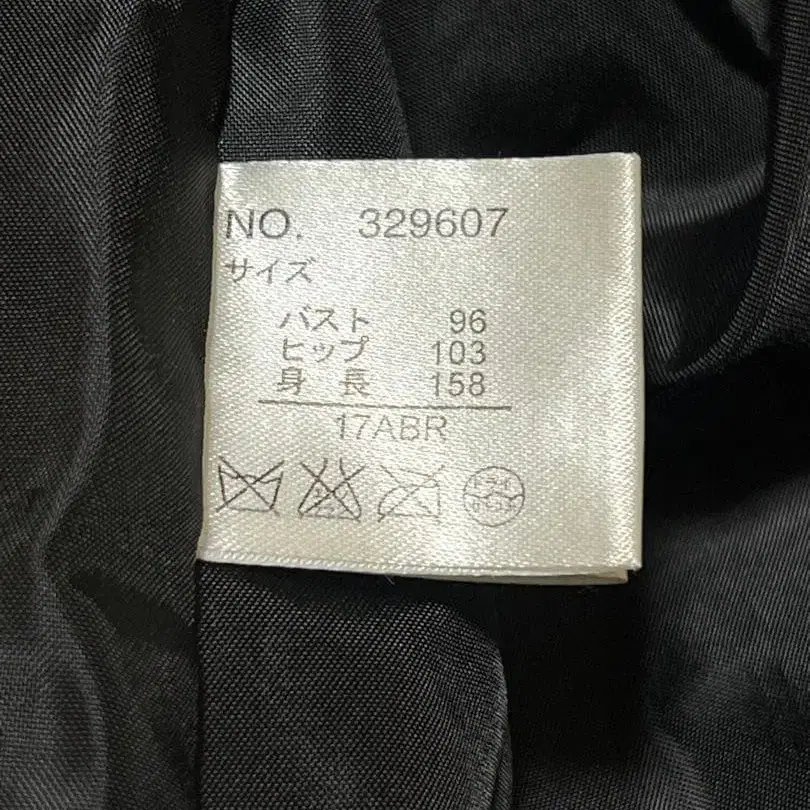 NO. 329607
サイズ
バスト 96
ヒップ 103
身長 158
17ABR